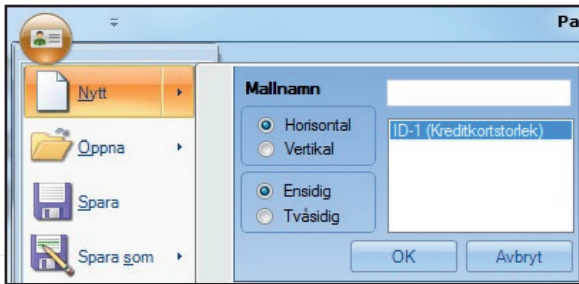 Pa
Nytt
Öppna
Spara
Spara som
Mallnamn
Horisontal
Vertikal
Ensidig
Tvåsidig
ID-1 (Kreditkortstorlek)
OK
Avbryt